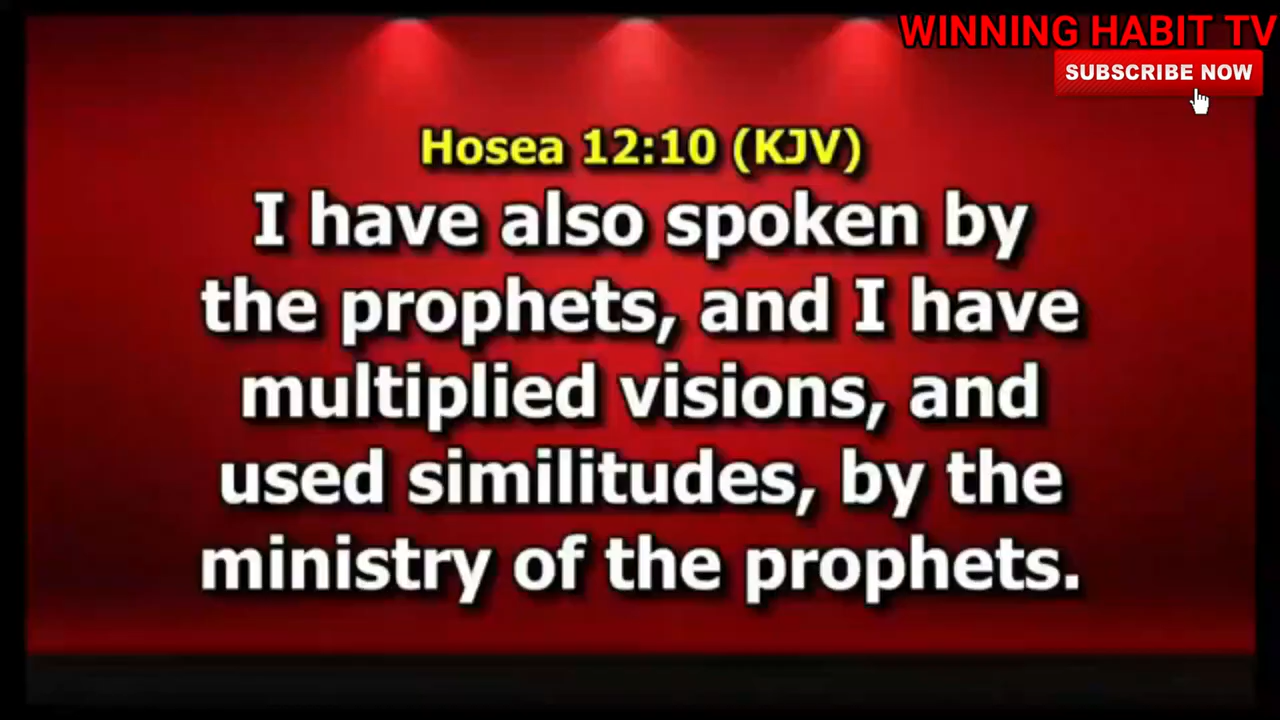 WINNING HABIT TV
SUBSCRIBE NOW
Hosea 12:10 (KJV)
I have also spoken by
the prophets, and I have
multiplied visions, and
used similitudes, by the
ministry of the prophets.